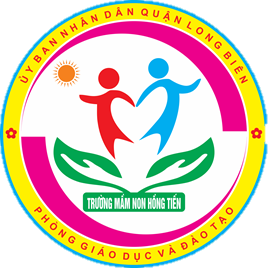 ỦY BAN NHÂN DÂN QUẬN LONG BIÊN
TRƯỜNG MẦM NON HỒNG TIẾN
PHÒNG GIÁO DỤC VÀ ĐÀO TẠO